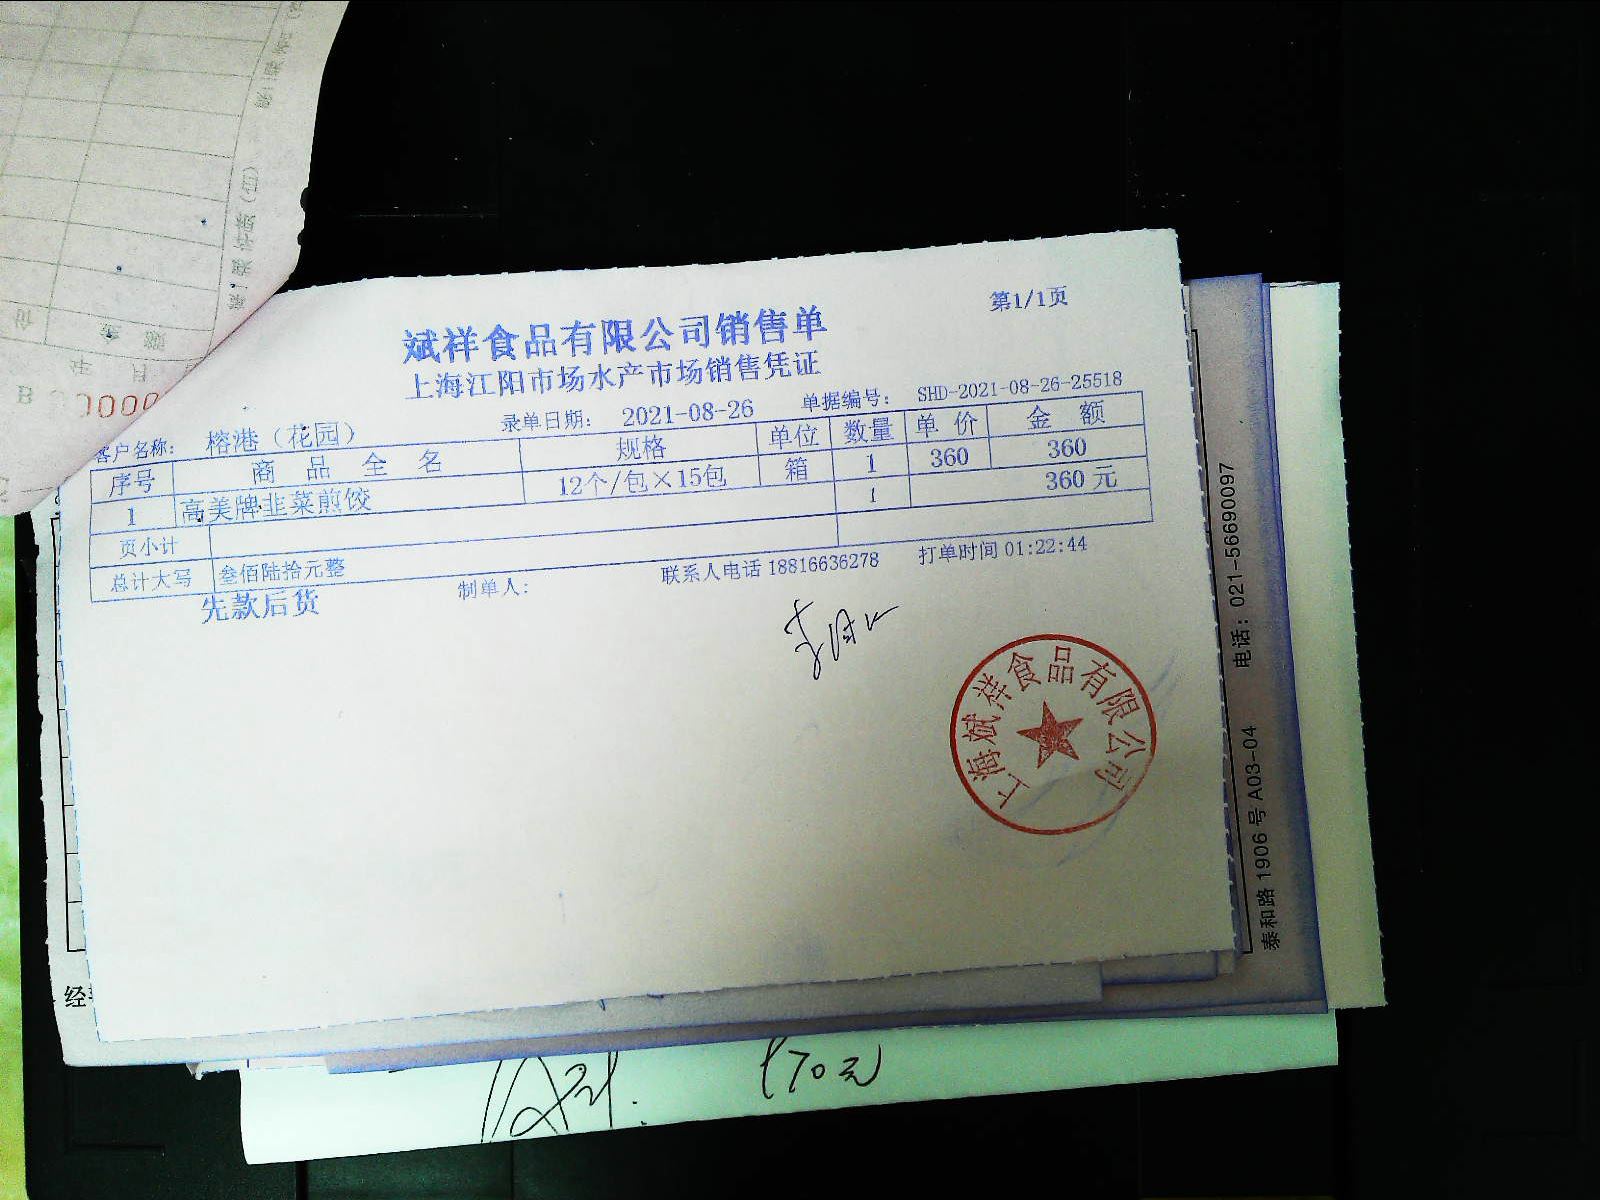 第1/1页
斌祥食品有限公司销售单
上海江阳市场水产市场销售凭证
客户名称： 榕港（花园） 录单日期： 2021-08-26 单据编号： SHD-2021-08-26-25518
序号 商 品 全 名 规格 单位 数量 单 价 金 额
1 高美牌韭菜煎饺 12个/包×15包 箱 1 360 360
页小计 1 360 元
总计大写 叁佰陆拾元整
先款后货 制单人： 联系人电话 18816636278 打单时间 01:22:44
上海斌祥食品有限公司
泰和路 1906 号 A03-04 电话：021-56690097
经
70元